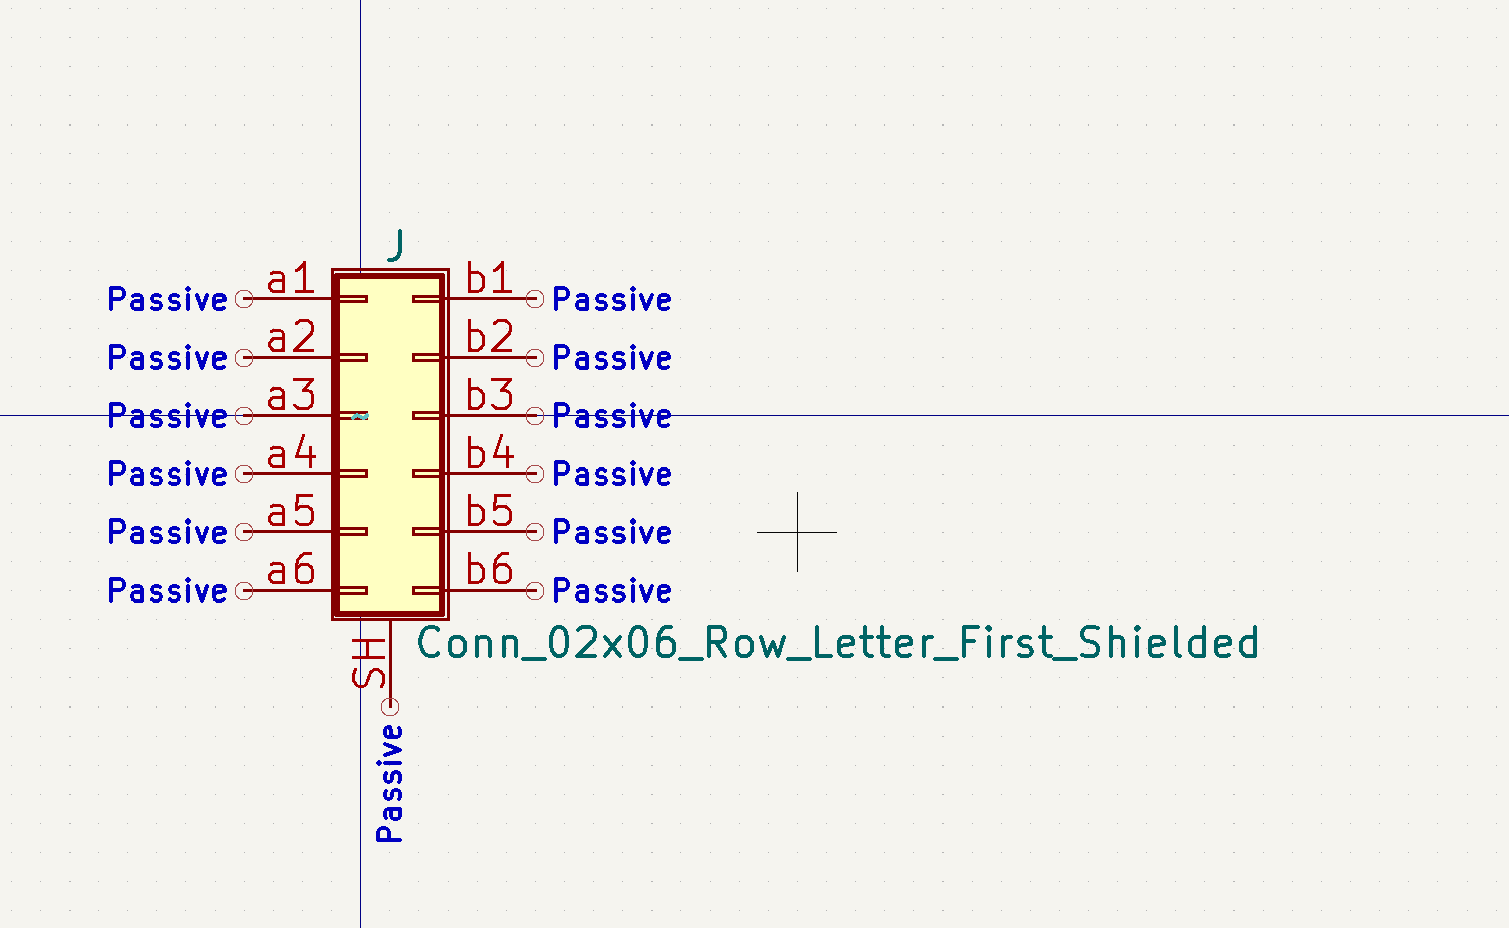 J
Passive a1 b1 Passive
Passive a2 b2 Passive
Passive a3 b3 Passive
Passive a4 b4 Passive
Passive a5 b5 Passive
Passive a6 b6 Passive
Conn_02x06_Row_Letter_First_Shielded
SH
Passive